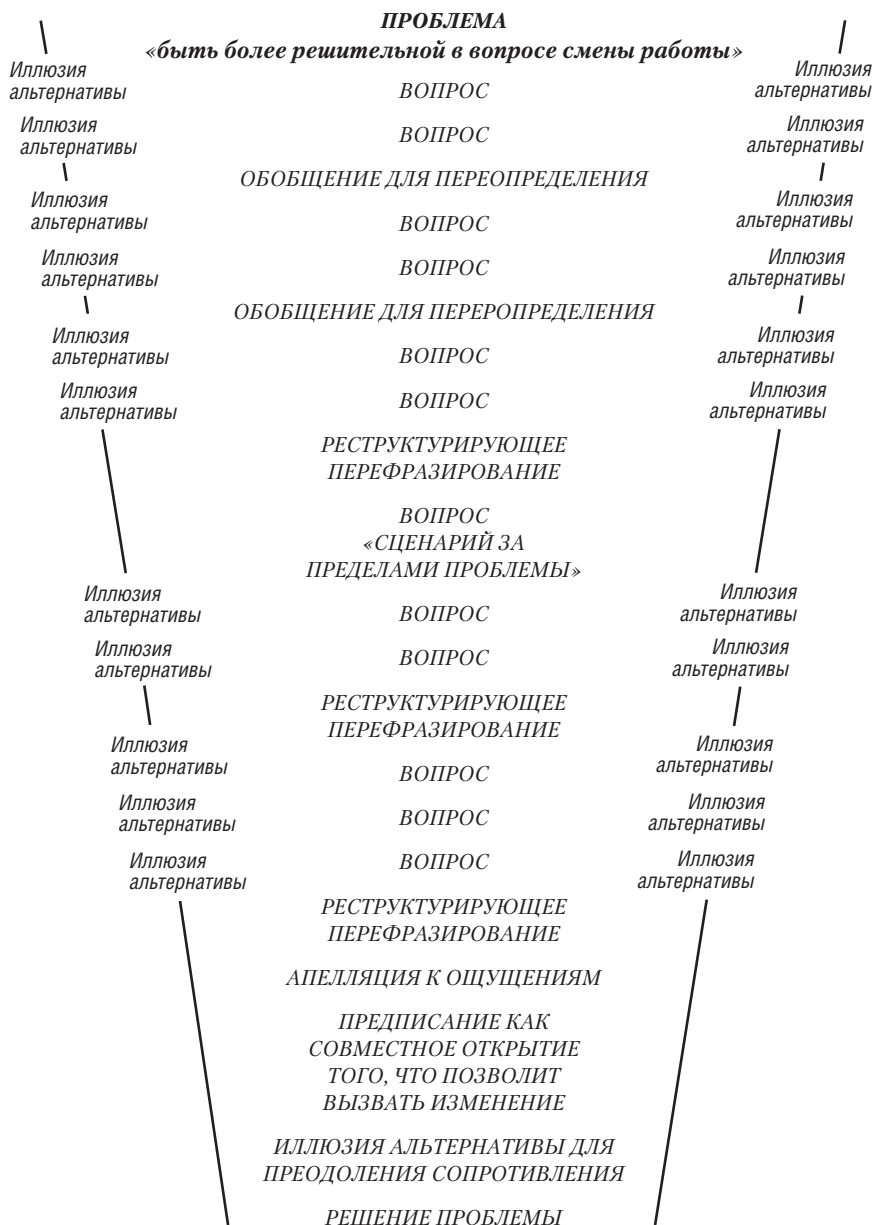 ПРОБЛЕМА
«быть более решительной в вопросе смены работы»
Иллюзия
альтернативы
ВОПРОС
Иллюзия
альтернативы
Иллюзия
альтернативы
ВОПРОС
Иллюзия
альтернативы
ОБОБЩЕНИЕ ДЛЯ ПЕРЕОПРЕДЕЛЕНИЯ
Иллюзия
альтернативы
ВОПРОС
Иллюзия
альтернативы
Иллюзия
альтернативы
ВОПРОС
Иллюзия
альтернативы
ОБОБЩЕНИЕ ДЛЯ ПЕРЕРОПРЕДЕЛЕНИЯ
Иллюзия
альтернативы
ВОПРОС
Иллюзия
альтернативы
Иллюзия
альтернативы
ВОПРОС
Иллюзия
альтернативы
РЕСТРУКТУРИРУЮЩЕЕ
ПЕРЕФРАЗИРОВАНИЕ
ВОПРОС
«СЦЕНАРИЙ ЗА
ПРЕДЕЛАМИ ПРОБЛЕМЫ»
Иллюзия
альтернативы
ВОПРОС
Иллюзия
альтернативы
Иллюзия
альтернативы
ВОПРОС
Иллюзия
альтернативы
РЕСТРУКТУРИРУЮЩЕЕ
ПЕРЕФРАЗИРОВАНИЕ
Иллюзия
альтернативы
ВОПРОС
Иллюзия
альтернативы
Иллюзия
альтернативы
ВОПРОС
Иллюзия
альтернативы
Иллюзия
альтернативы
ВОПРОС
Иллюзия
альтернативы
РЕСТРУКТУРИРУЮЩЕЕ
ПЕРЕФРАЗИРОВАНИЕ
АПЕЛЛЯЦИЯ К ОЩУЩЕНИЯМ
ПРЕДПИСАНИЕ КАК
СОВМЕСТНОЕ ОТКРЫТИЕ
ТОГО, ЧТО ПОЗВОЛИТ
ВЫЗВАТЬ ИЗМЕНЕНИЕ
ИЛЛЮЗИЯ АЛЬТЕРНАТИВЫ ДЛЯ
ПРЕОДОЛЕНИЯ СОПРОТИВЛЕНИЯ
РЕШЕНИЕ ПРОБЛЕМЫ